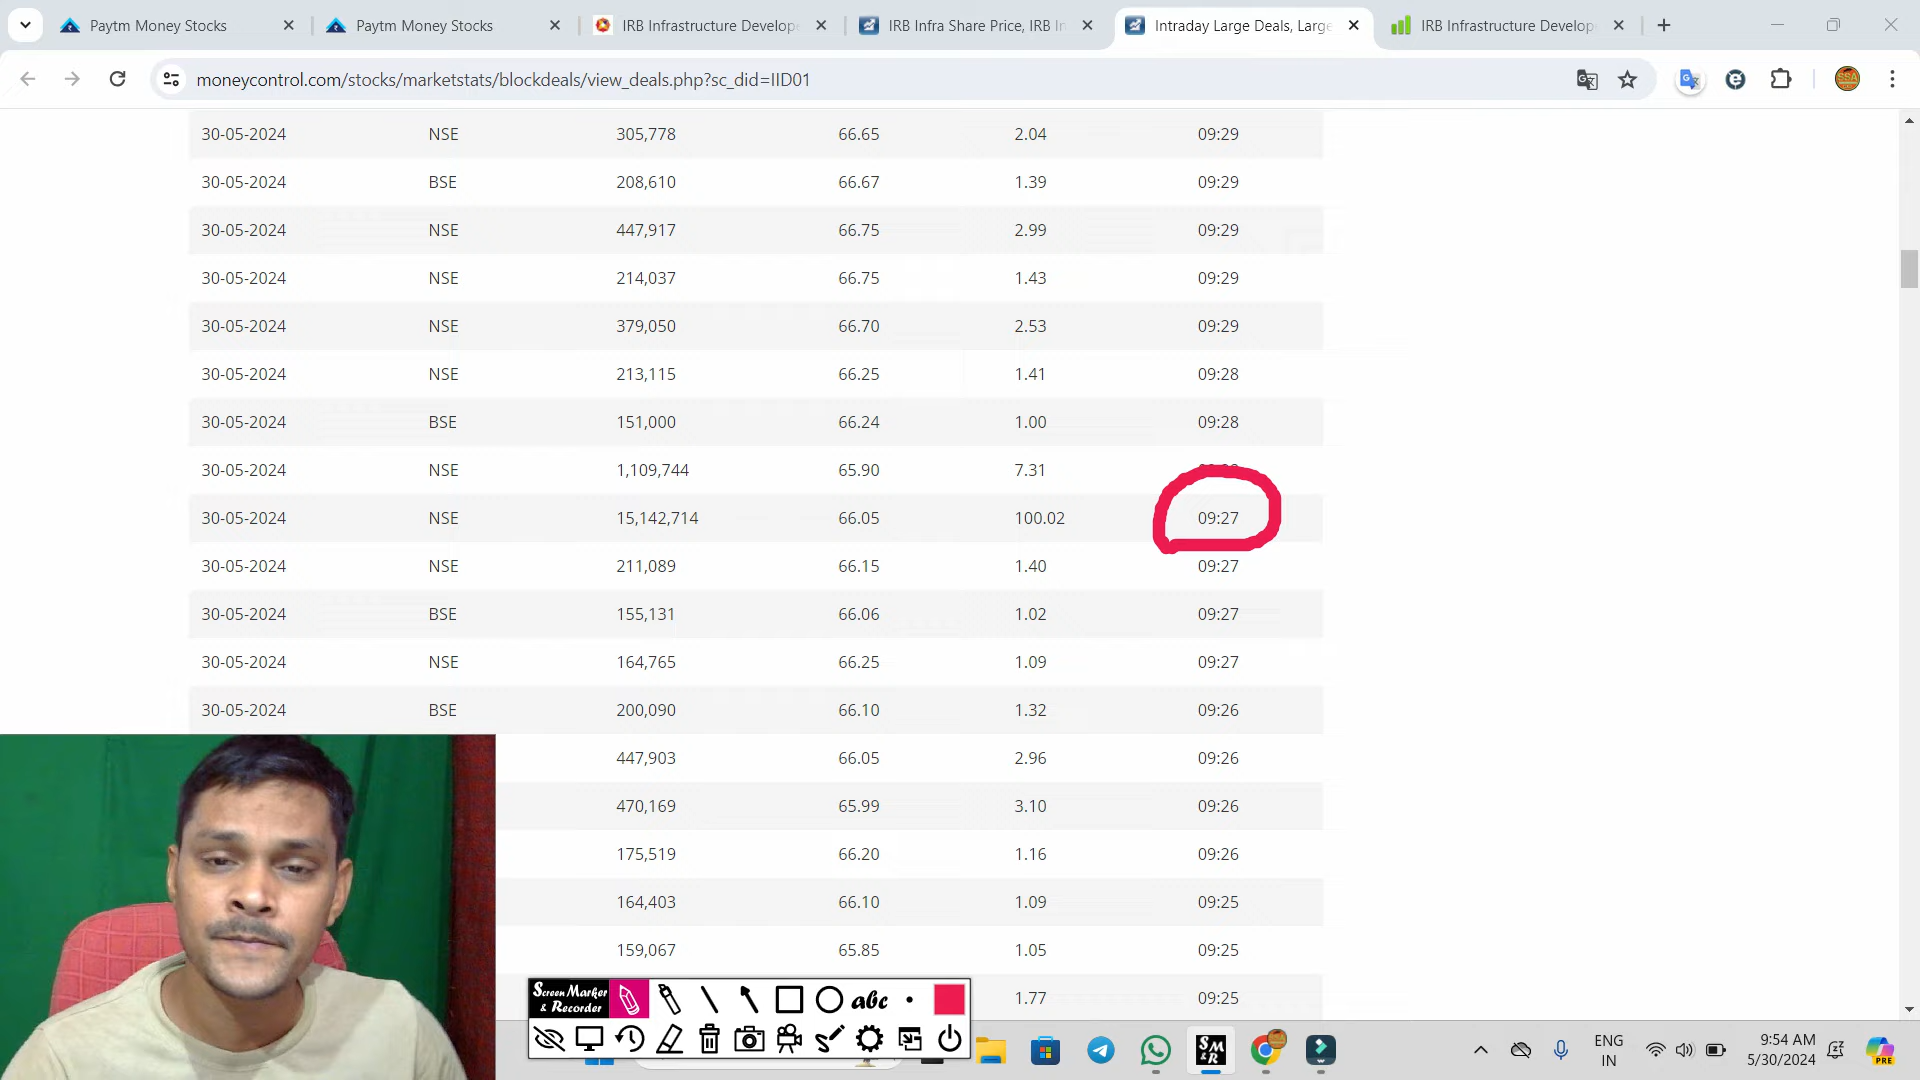 Paytm Money Stocks
Paytm Money Stocks
IRB Infrastructure Develope
IRB Infra Share Price, IRB In
Intraday Large Deals, Large
IRB Infrastructure Develop
moneycontrol.com/stocks/marketstats/blockdeals/view_deals.php?sc_did=IID01
SSA
30-05-2024 NSE 305,778 66.65 2.04 09:29
30-05-2024 BSE 208,610 66.67 1.39 09:29
30-05-2024 NSE 447,917 66.75 2.99 09:29
30-05-2024 NSE 214,037 66.75 1.43 09:29
30-05-2024 NSE 379,050 66.70 2.53 09:29
30-05-2024 NSE 213,115 66.25 1.41 09:28
30-05-2024 BSE 151,000 66.24 1.00 09:28
30-05-2024 NSE 1,109,744 65.90 7.31
30-05-2024 NSE 15,142,714 66.05 100.02 09:27
30-05-2024 NSE 211,089 66.15 1.40 09:27
30-05-2024 BSE 155,131 66.06 1.02 09:27
30-05-2024 NSE 164,765 66.25 1.09 09:27
30-05-2024 BSE 200,090 66.10 1.32 09:26
447,903 66.05 2.96 09:26
470,169 65.99 3.10 09:26
175,519 66.20 1.16 09:26
164,403 66.10 1.09 09:25
159,067 65.85 1.05 09:25
1.77 09:25
Screen Marker
& Recorder
abc
SM
&R
ENG
IN
9:54 AM
5/30/2024
PRE